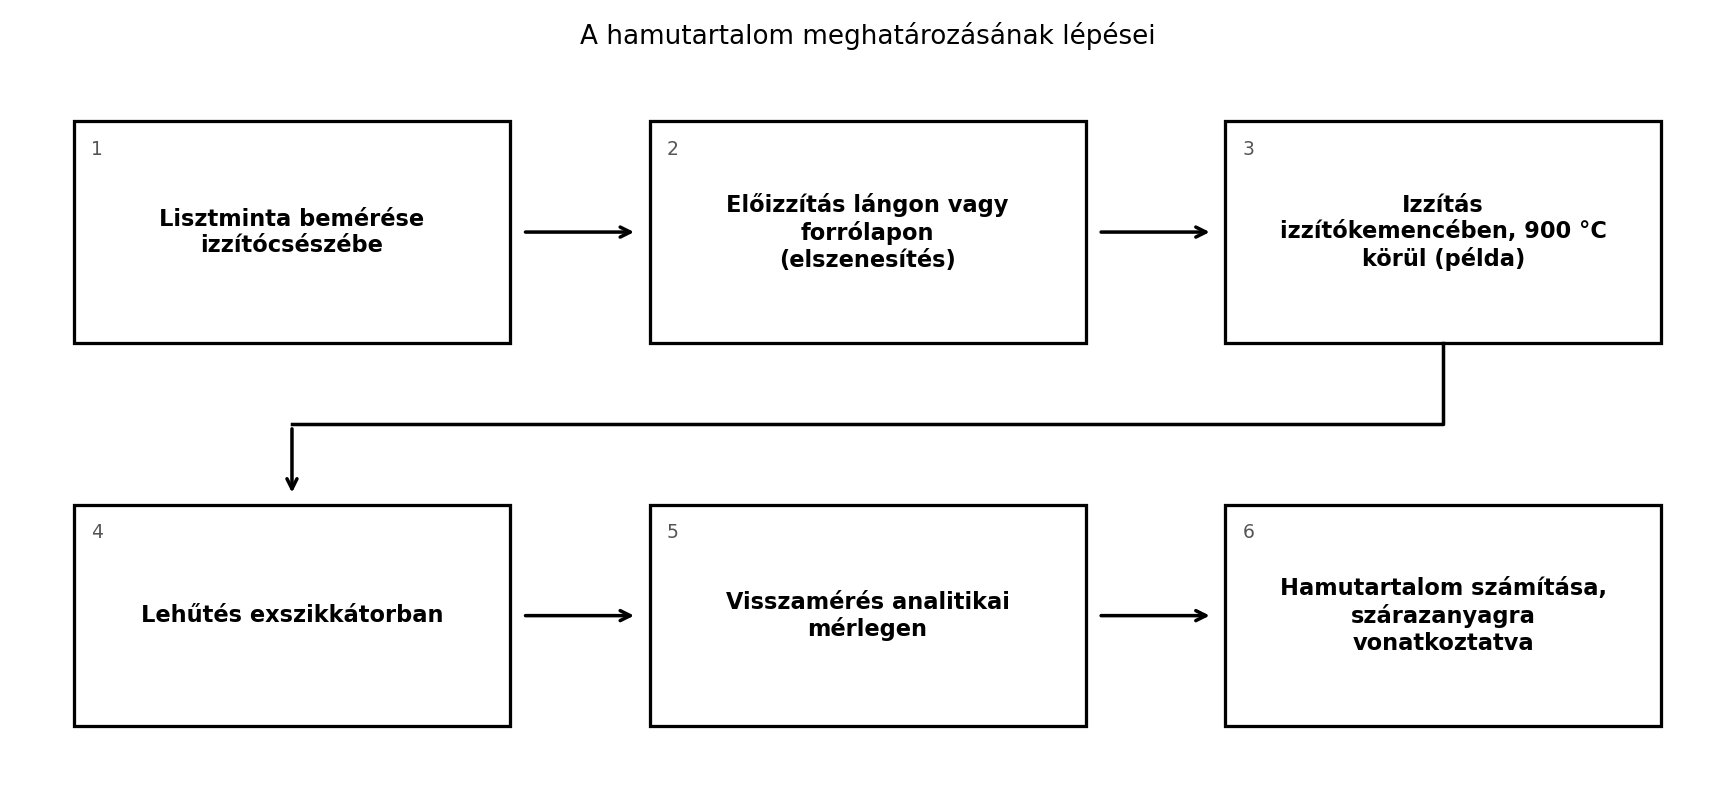 A hamutartalom meghatározásának lépései
1
Lisztminta bemérése
izzítócsészébe
2
Előizzítás lángon vagy
forrólapon
(elszenesítés)
3
Izzítás
izzítókemencében, 900 °C
körül (példa)
4
Lehűtés exszikkátorban
5
Visszamérés analitikai
mérlegen
6
Hamutartalom számítása,
szárazanyagra
vonatkoztatva